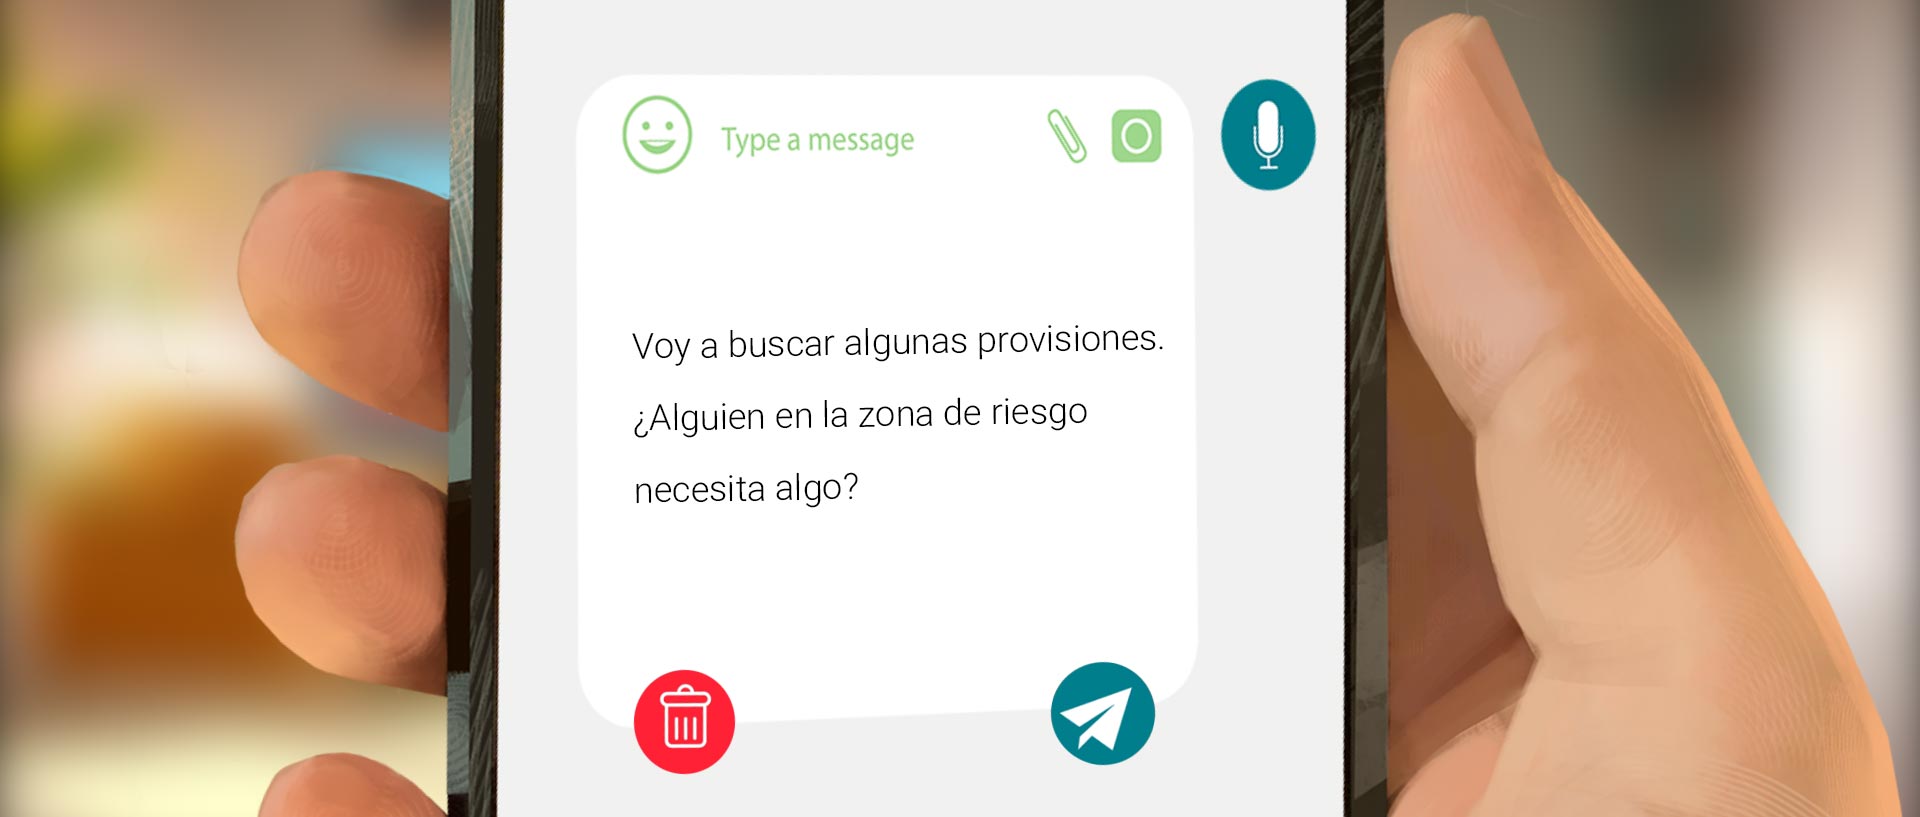 Type a message
Voy a buscar algunas provisiones.
¿Alguien en la zona de riesgo
necesita algo?